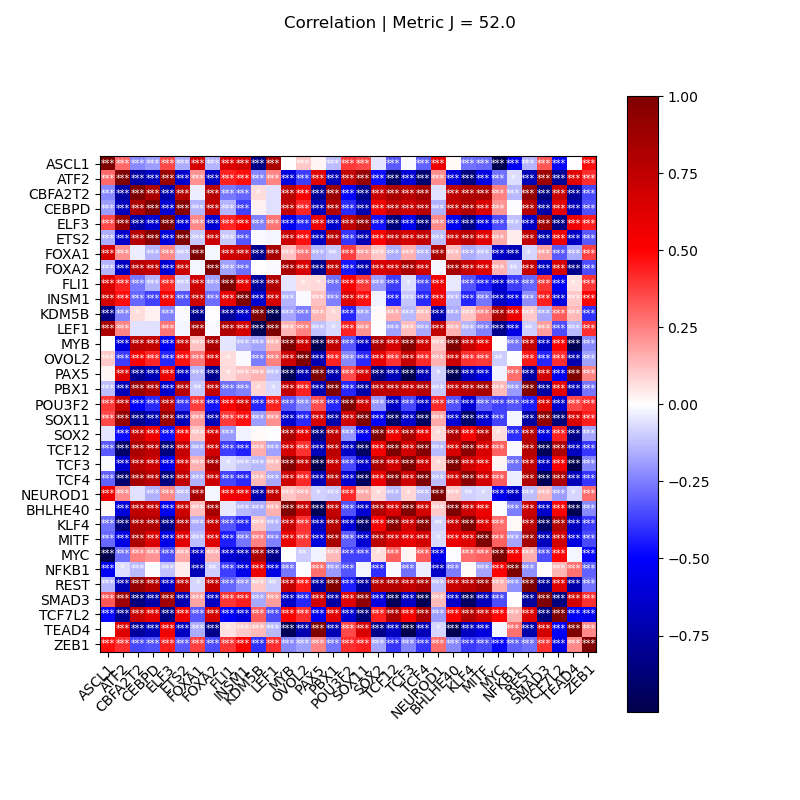 Correlation | Metric J = 52.0
ASCL1
ATF2
CBFA2T2
CEBPD
ELF3
ETS2
FOXA1
FOXA2
FLI1
INSM1
KDM5B
LEF1
MYB
OVOL2
PAX5
PBX1
POU3F2
SOX11
SOX2
TCF12
TCF3
TCF4
NEUROD1
BHLHE40
KLF4
MITF
MYC
NFKB1
REST
SMAD3
TCF7L2
TEAD4
ZEB1
ASCL1
ATF2
CBFA2T2
CEBPD
ELF3
ETS2
FOXA1
FOXA2
FLI1
INSM1
KDM5B
LEF1
MYB
OVOL2
PAX5
PBX1
POU3F2
SOX11
SOX2
TCF12
TCF3
TCF4
NEUROD1
BHLHE40
KLF4
MITF
MYC
NFKB1
REST
SMAD3
TCF7L2
TEAD4
ZEB1
1.00
0.75
0.50
0.25
0.00
−0.25
−0.50
−0.75